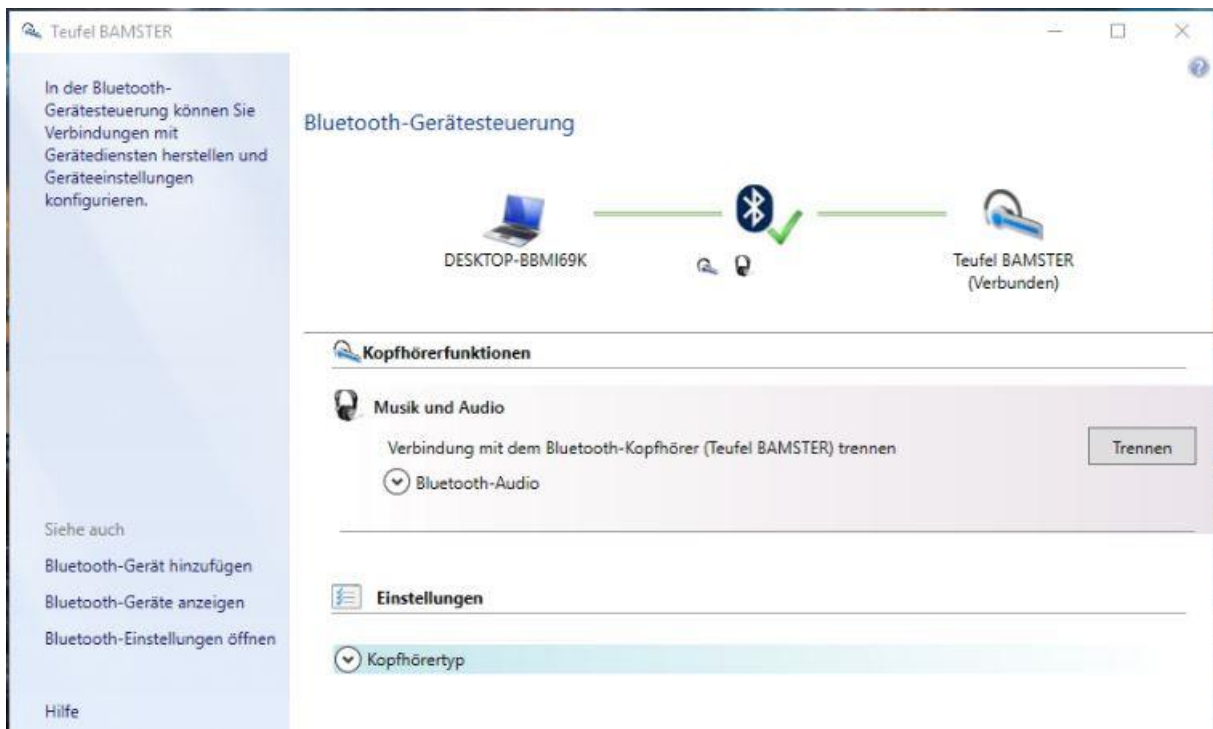 Teufel BAMSTER
In der Bluetooth-
Gerätesteuerung können Sie
Verbindungen mit
Gerätediensten herstellen und
Geräteeinstellungen
konfigurieren.
Siehe auch
Bluetooth-Gerät hinzufügen
Bluetooth-Geräte anzeigen
Bluetooth-Einstellungen öffnen
Hilfe
Bluetooth-Gerätesteuerung
DESKTOP-BBMI69K
Teufel BAMSTER
(Verbunden)
Kopfhörerfunktionen
Musik und Audio
Verbindung mit dem Bluetooth-Kopfhörer (Teufel BAMSTER) trennen
Trennen
Bluetooth-Audio
Einstellungen
Kopfhörertyp